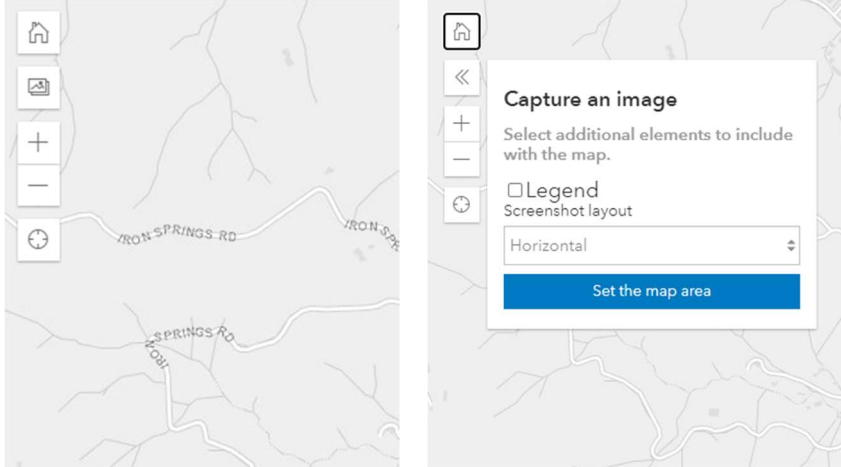 IRON SPRINGS RD
IRON SPR
IRON SPRINGS RD
Capture an image
Select additional elements to include
with the map.
Legend
Screenshot layout
Horizontal
Set the map area